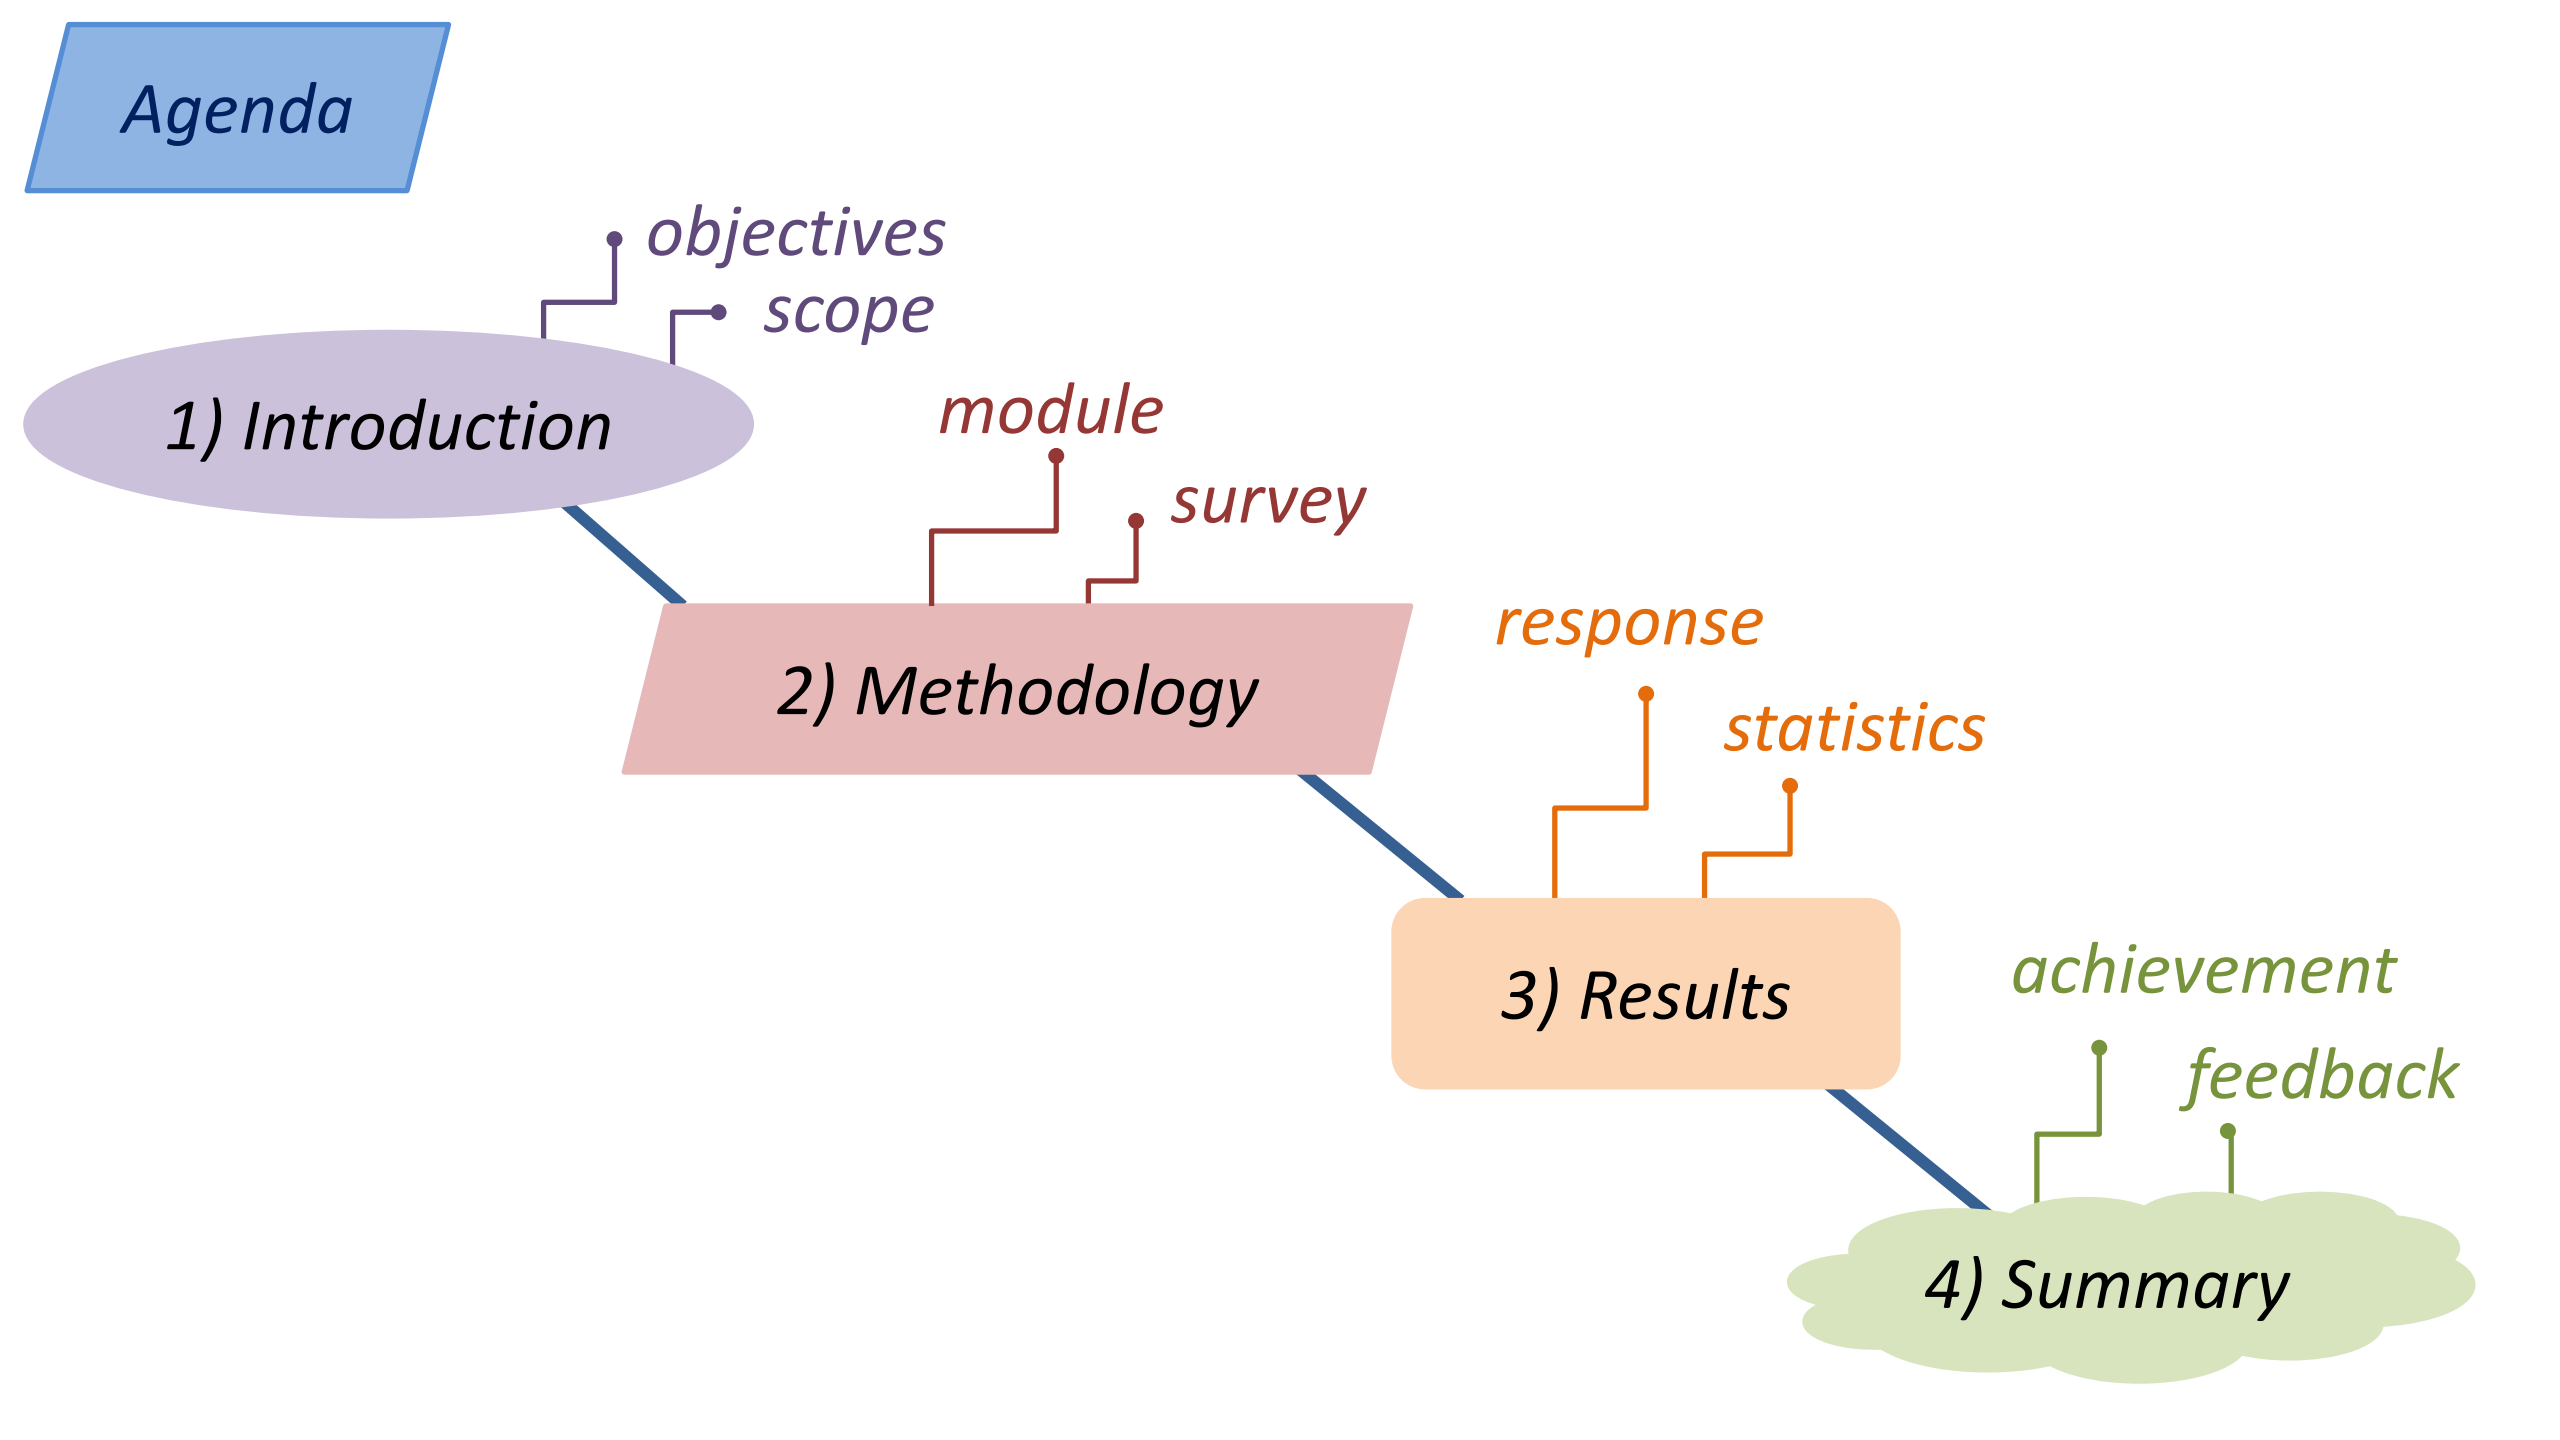 Agenda
objectives
scope
1) Introduction
module
survey
2) Methodology
response
statistics
3) Results
achievement
feedback
4) Summary